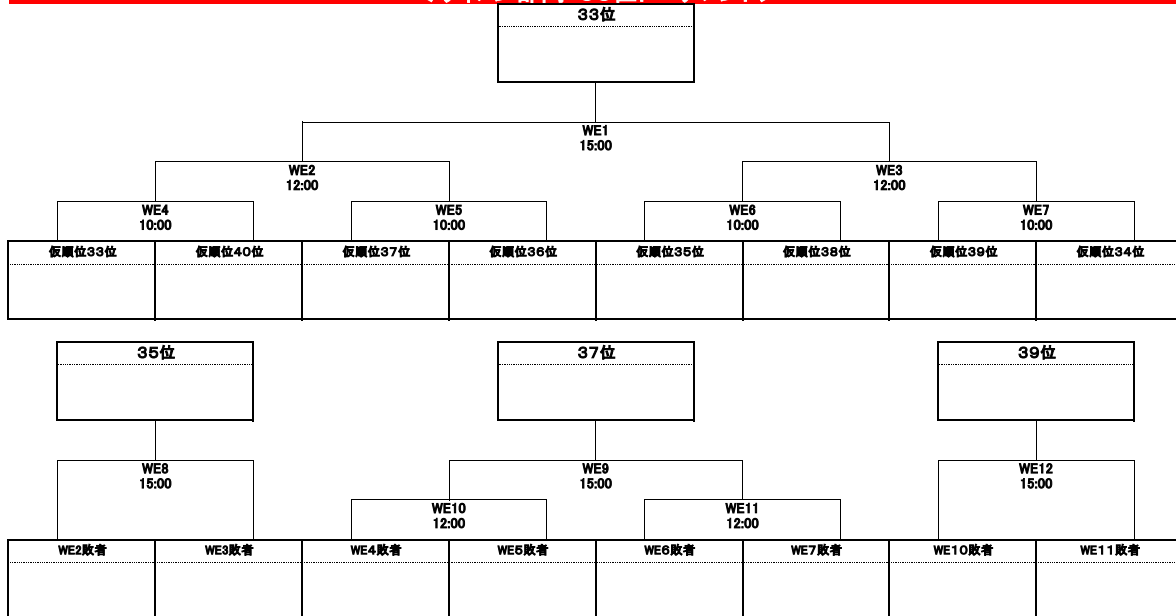 33位
WE1
15:00
WE2
12:00
WE3
12:00
WE4
10:00
WE5
10:00
WE6
10:00
WE7
10:00
仮順位33位
仮順位40位
仮順位37位
仮順位36位
仮順位35位
仮順位38位
仮順位39位
仮順位34位
35位
37位
39位
WE8
15:00
WE9
15:00
WE12
15:00
WE10
12:00
WE11
12:00
WE2敗者
WE3敗者
WE4敗者
WE5敗者
WE6敗者
WE7敗者
WE10敗者
WE11敗者